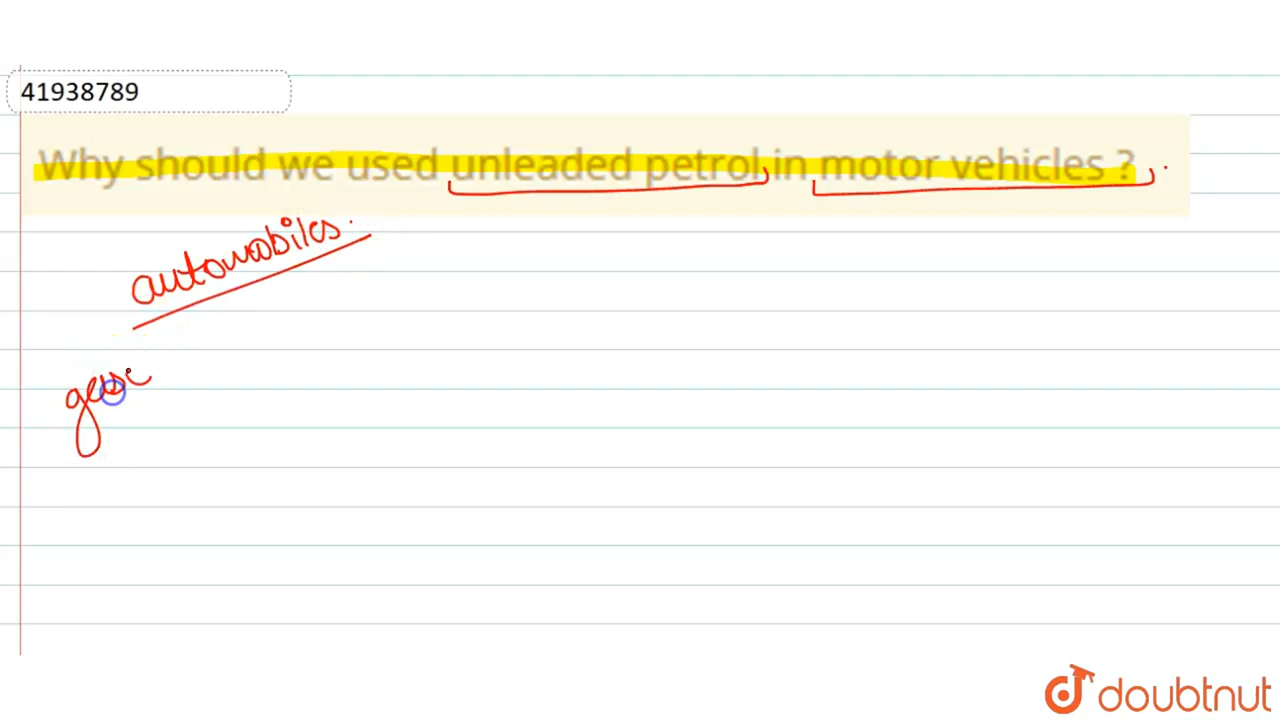 41938789
Why should we used unleaded petrol in motor vehicles ?
automobiles.
doubtnut